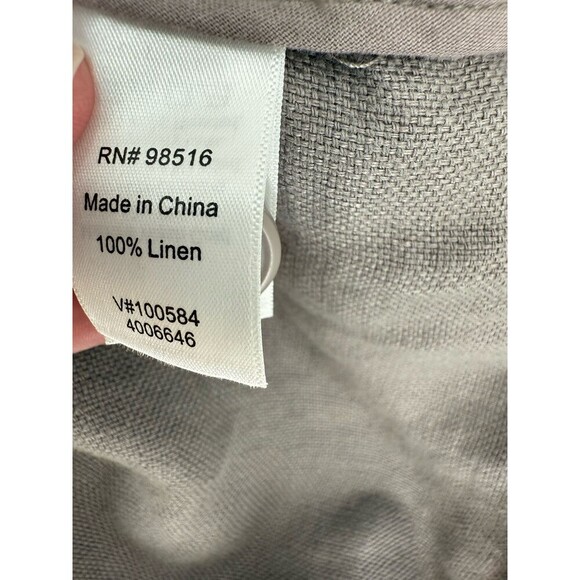 RN# 98516
Made in China
100% Linen
V#100584
4006646